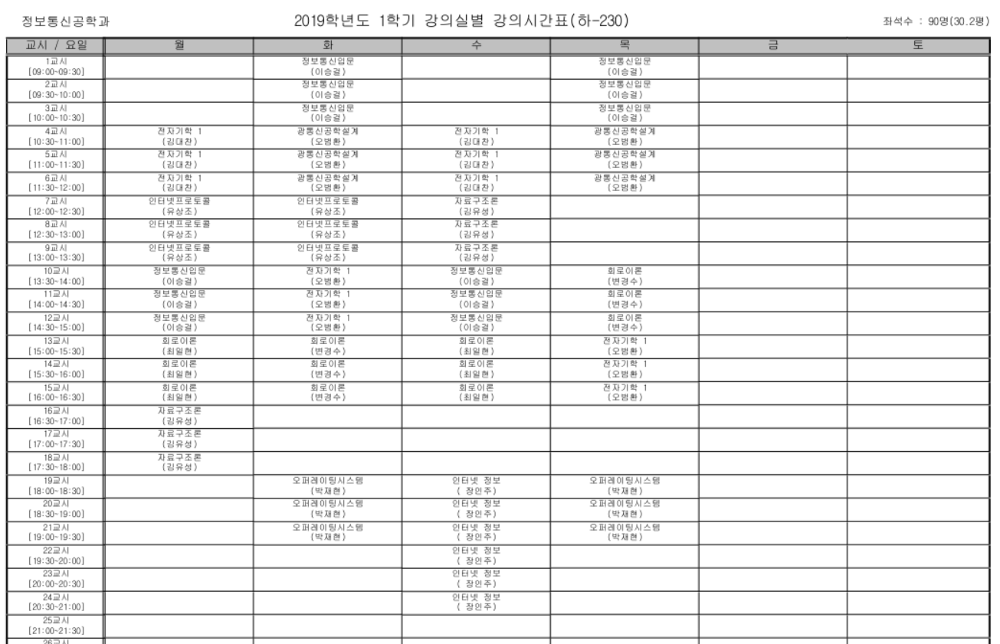 정보통신공학과 2019학년도 1학기 강의실별 강의시간표(하-230) 좌석수 : 90명(30.2평)
교시 / 요일 월 화 수 목 금 토
1교시 정보통신입문 정보통신입문
[09:00~09:30] (이승걸) (이승걸)
2교시 정보통신입문 정보통신입문
[09:30~10:00] (이승걸) (이승걸)
3교시 정보통신입문 정보통신입문
[10:00~10:30] (이승걸) (이승걸)
4교시 전자기학 1 광통신공학설계 전자기학 1 광통신공학설계
[10:30~11:00] (김대찬) (오범환) (김대찬) (오범환)
5교시 전자기학 1 광통신공학설계 전자기학 1 광통신공학설계
[11:00~11:30] (김대찬) (오범환) (김대찬) (오범환)
6교시 전자기학 1 광통신공학설계 전자기학 1 광통신공학설계
[11:30~12:00] (김대찬) (오범환) (김대찬) (오범환)
7교시 인터넷프로토콜 인터넷프로토콜 자료구조론
[12:00~12:30] (유상조) (유상조) (김유성)
8교시 인터넷프로토콜 인터넷프로토콜 자료구조론
[12:30~13:00] (유상조) (유상조) (김유성)
9교시 인터넷프로토콜 인터넷프로토콜 자료구조론
[13:00~13:30] (유상조) (유상조) (김유성)
10교시 정보통신입문 전자기학 1 정보통신입문 회로이론
[13:30~14:00] (이승걸) (오범환) (이승걸) (변경수)
11교시 정보통신입문 전자기학 1 정보통신입문 회로이론
[14:00~14:30] (이승걸) (오범환) (이승걸) (변경수)
12교시 정보통신입문 전자기학 1 정보통신입문 회로이론
[14:30~15:00] (이승걸) (오범환) (이승걸) (변경수)
13교시 회로이론 회로이론 회로이론 전자기학 1
[15:00~15:30] (최일현) (변경수) (최일현) (오범환)
14교시 회로이론 회로이론 회로이론 전자기학 1
[15:30~16:00] (최일현) (변경수) (최일현) (오범환)
15교시 회로이론 회로이론 회로이론 전자기학 1
[16:00~16:30] (최일현) (변경수) (최일현) (오범환)
16교시 자료구조론
[16:30~17:00] (김유성)
17교시 자료구조론
[17:00~17:30] (김유성)
18교시 자료구조론
[17:30~18:00] (김유성)
19교시 오퍼레이팅시스템 인터넷 정보 오퍼레이팅시스템
[18:00~18:30] (박재현) ( 장인주) (박재현)
20교시 오퍼레이팅시스템 인터넷 정보 오퍼레이팅시스템
[18:30~19:00] (박재현) ( 장인주) (박재현)
21교시 오퍼레이팅시스템 인터넷 정보 오퍼레이팅시스템
[19:00~19:30] (박재현) ( 장인주) (박재현)
22교시 인터넷 정보
[19:30~20:00] ( 장인주)
23교시 인터넷 정보
[20:00~20:30] ( 장인주)
24교시 인터넷 정보
[20:30~21:00] ( 장인주)
25교시
[21:00~21:30]
26교시